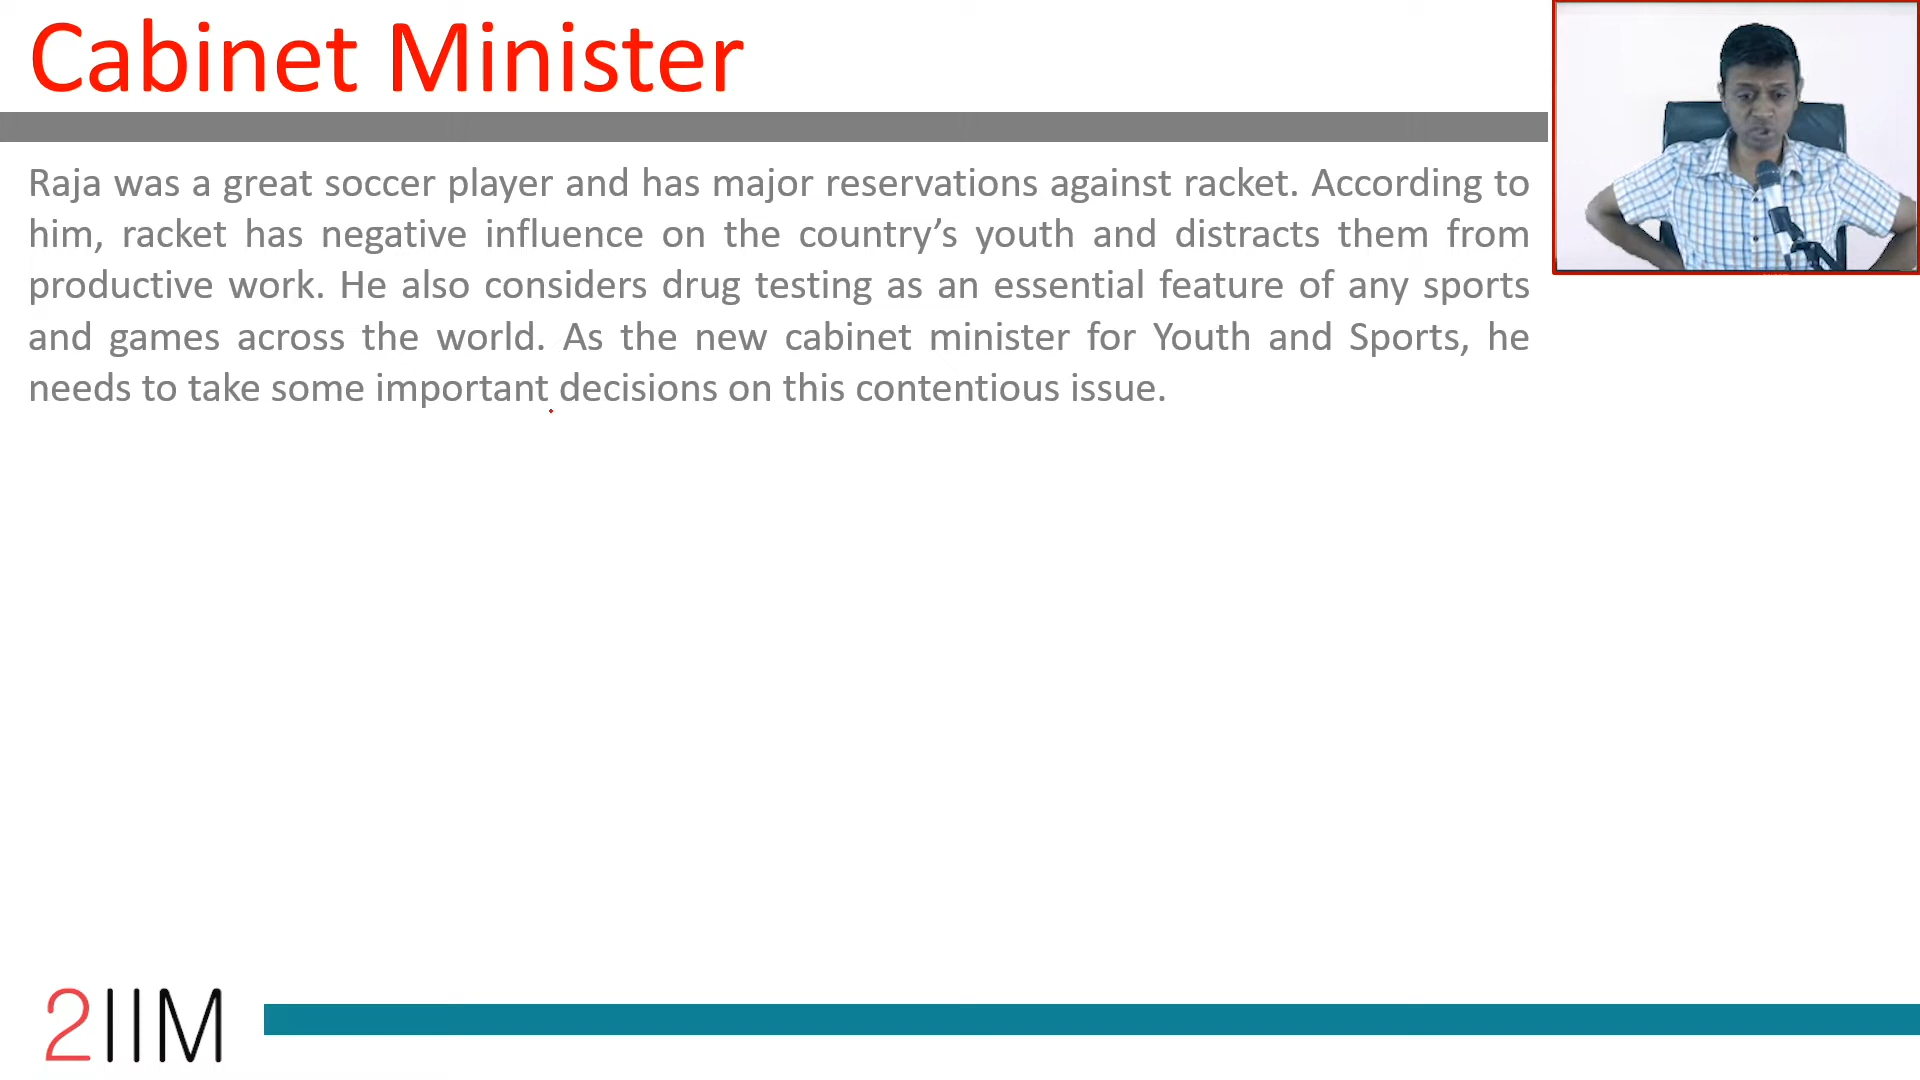 Cabinet Minister
Raja was a great soccer player and has major reservations against racket. According to
him, racket has negative influence on the country’s youth and distracts them from
productive work. He also considers drug testing as an essential feature of any sports
and games across the world. As the new cabinet minister for Youth and Sports, he
needs to take some important decisions on this contentious issue.
2IIM